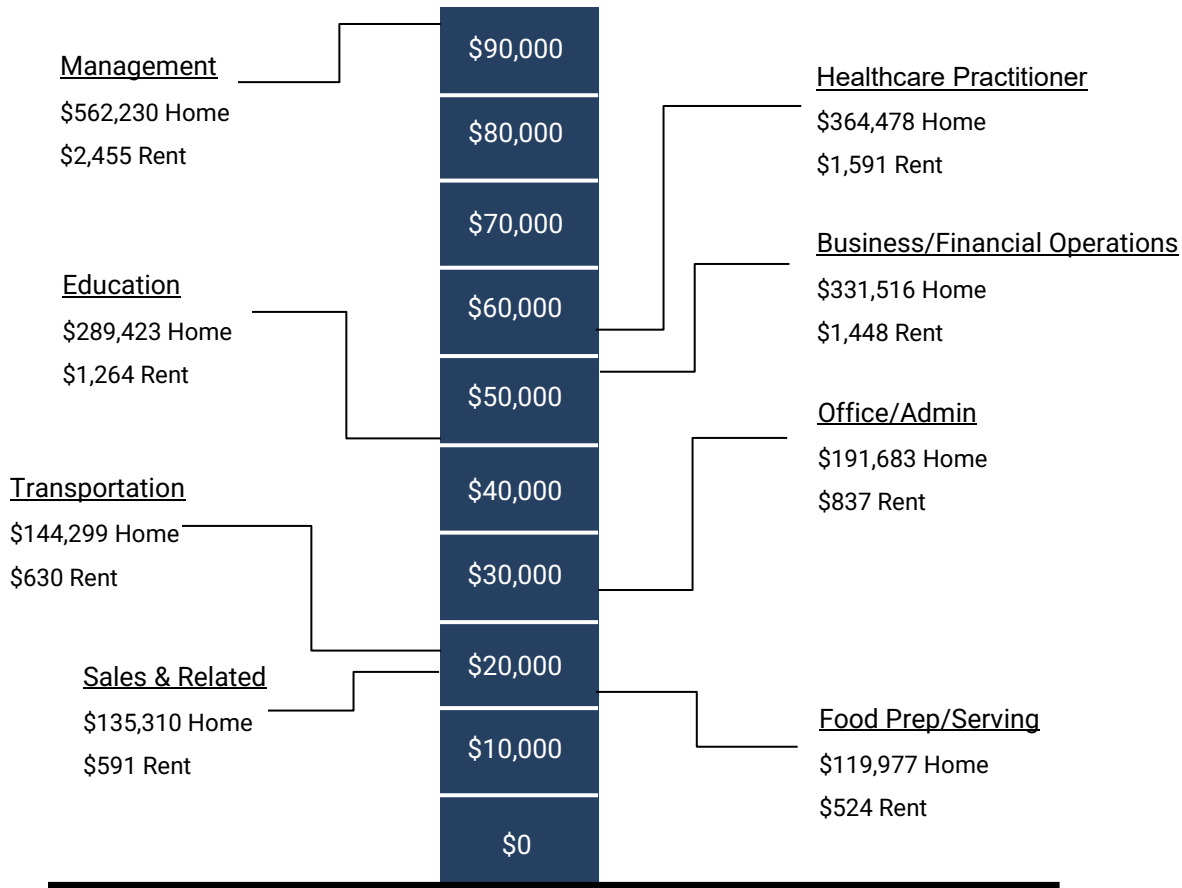 Management
$562,230 Home
$2,455 Rent
Education
$289,423 Home
$1,264 Rent
Transportation
$144,299 Home
$630 Rent
Sales & Related
$135,310 Home
$591 Rent
$90,000
$80,000
$70,000
$60,000
$50,000
$40,000
$30,000
$20,000
$10,000
$0
Healthcare Practitioner
$364,478 Home
$1,591 Rent
Business/Financial Operations
$331,516 Home
$1,448 Rent
Office/Admin
$191,683 Home
$837 Rent
Food Prep/Serving
$119,977 Home
$524 Rent